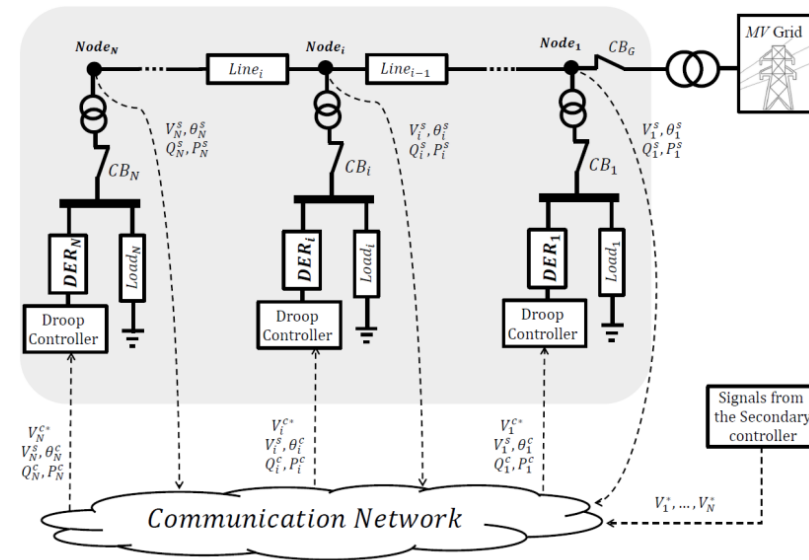 Node_N
Node_i
Node_1
CB_G
MV Grid
Line_i
Line_{i−1}
V_N^s, θ_N^s
Q_N^s, P_N^s
V_i^s, θ_i^s
Q_i^s, P_i^s
V_1^s, θ_1^s
Q_1^s, P_1^s
CB_N
CB_i
CB_1
DER_N
Load_N
DER_i
Load_i
DER_1
Load_1
Droop
Controller
Droop
Controller
Droop
Controller
V_N^{c*}
V_N^s, θ_N^c
Q_N^c, P_N^c
V_i^{c*}
V_i^s, θ_i^c
Q_i^c, P_i^c
V_1^{c*}
V_1^s, θ_1^c
Q_1^c, P_1^c
Signals from
the Secondary
controller
V_1^*, …, V_N^*
Communication Network